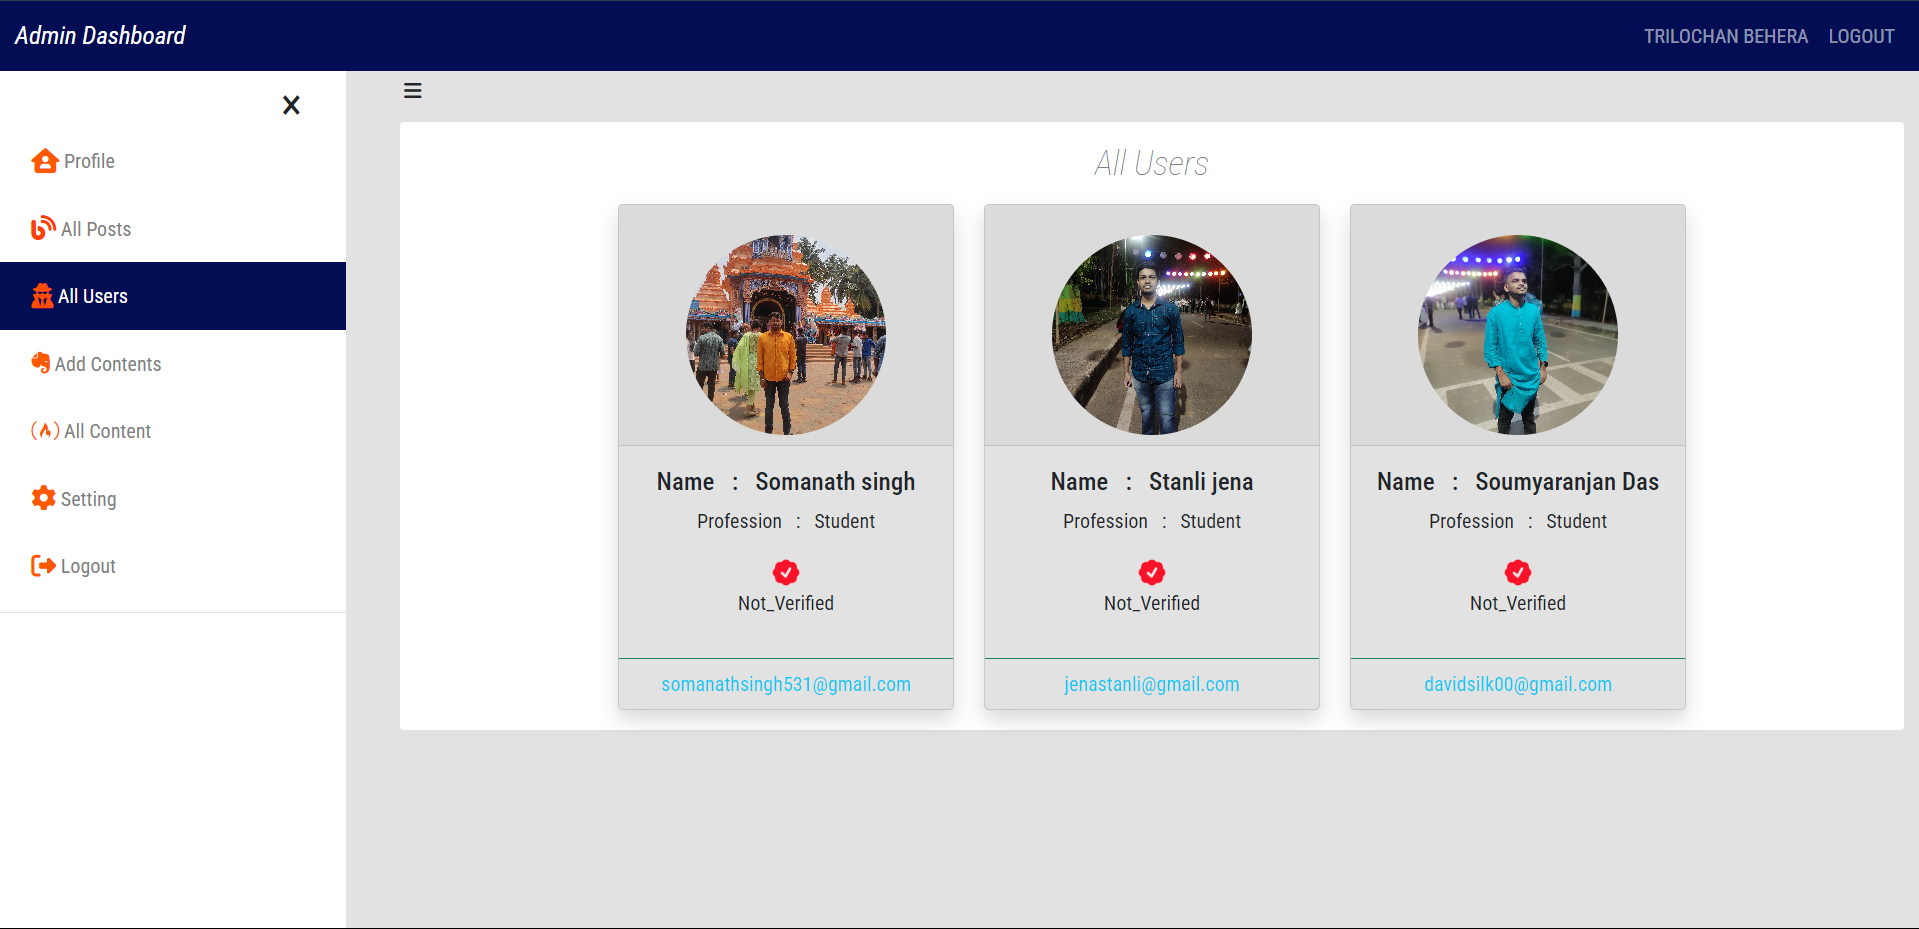 Admin Dashboard
TRILOCHAN BEHERA LOGOUT
Profile
All Posts
All Users
Add Contents
All Content
Setting
Logout
All Users
Name : Somanath singh
Profession : Student
Not_Verified
somanathsingh531@gmail.com
Name : Stanli jena
Profession : Student
Not_Verified
jenastanli@gmail.com
Name : Soumyaranjan Das
Profession : Student
Not_Verified
davidsilk00@gmail.com